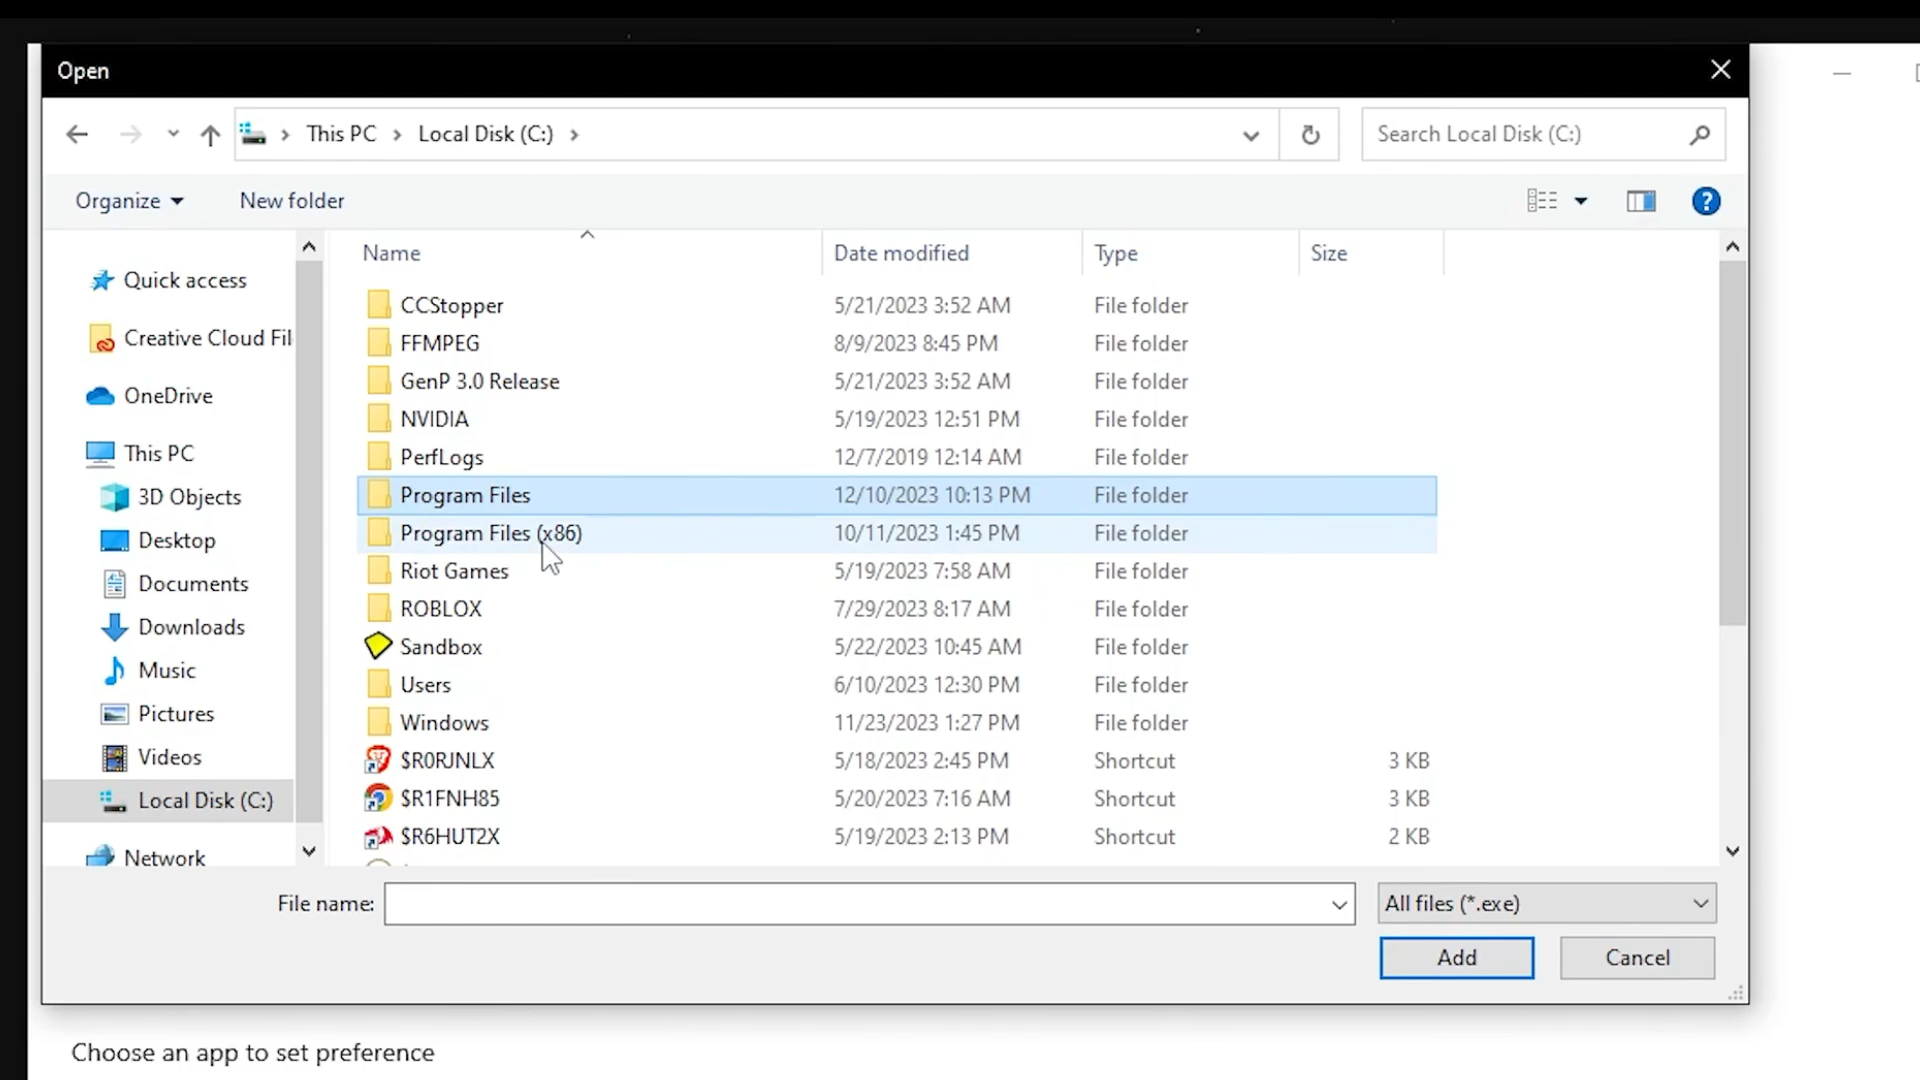 Open
This PC Local Disk (C:)
Search Local Disk (C:)
Organize New folder
?
Name Date modified Type Size
Quick access
Creative Cloud Fil
OneDrive
This PC
3D Objects
Desktop
Documents
Downloads
Music
Pictures
Videos
Local Disk (C:)
Network
CCStopper 5/21/2023 3:52 AM File folder
FFMPEG 8/9/2023 8:45 PM File folder
GenP 3.0 Release 5/21/2023 3:52 AM File folder
NVIDIA 5/19/2023 12:51 PM File folder
PerfLogs 12/7/2019 12:14 AM File folder
Program Files 12/10/2023 10:13 PM File folder
Program Files (x86) 10/11/2023 1:45 PM File folder
Riot Games 5/19/2023 7:58 AM File folder
ROBLOX 7/29/2023 8:17 AM File folder
Sandbox 5/22/2023 10:45 AM File folder
Users 6/10/2023 12:30 PM File folder
Windows 11/23/2023 1:27 PM File folder
$R0RJNLX 5/18/2023 2:45 PM Shortcut 3 KB
$R1FNH85 5/20/2023 7:16 AM Shortcut 3 KB
$R6HUT2X 5/19/2023 2:13 PM Shortcut 2 KB
File name: All files (*.exe)
Add Cancel
Choose an app to set preference